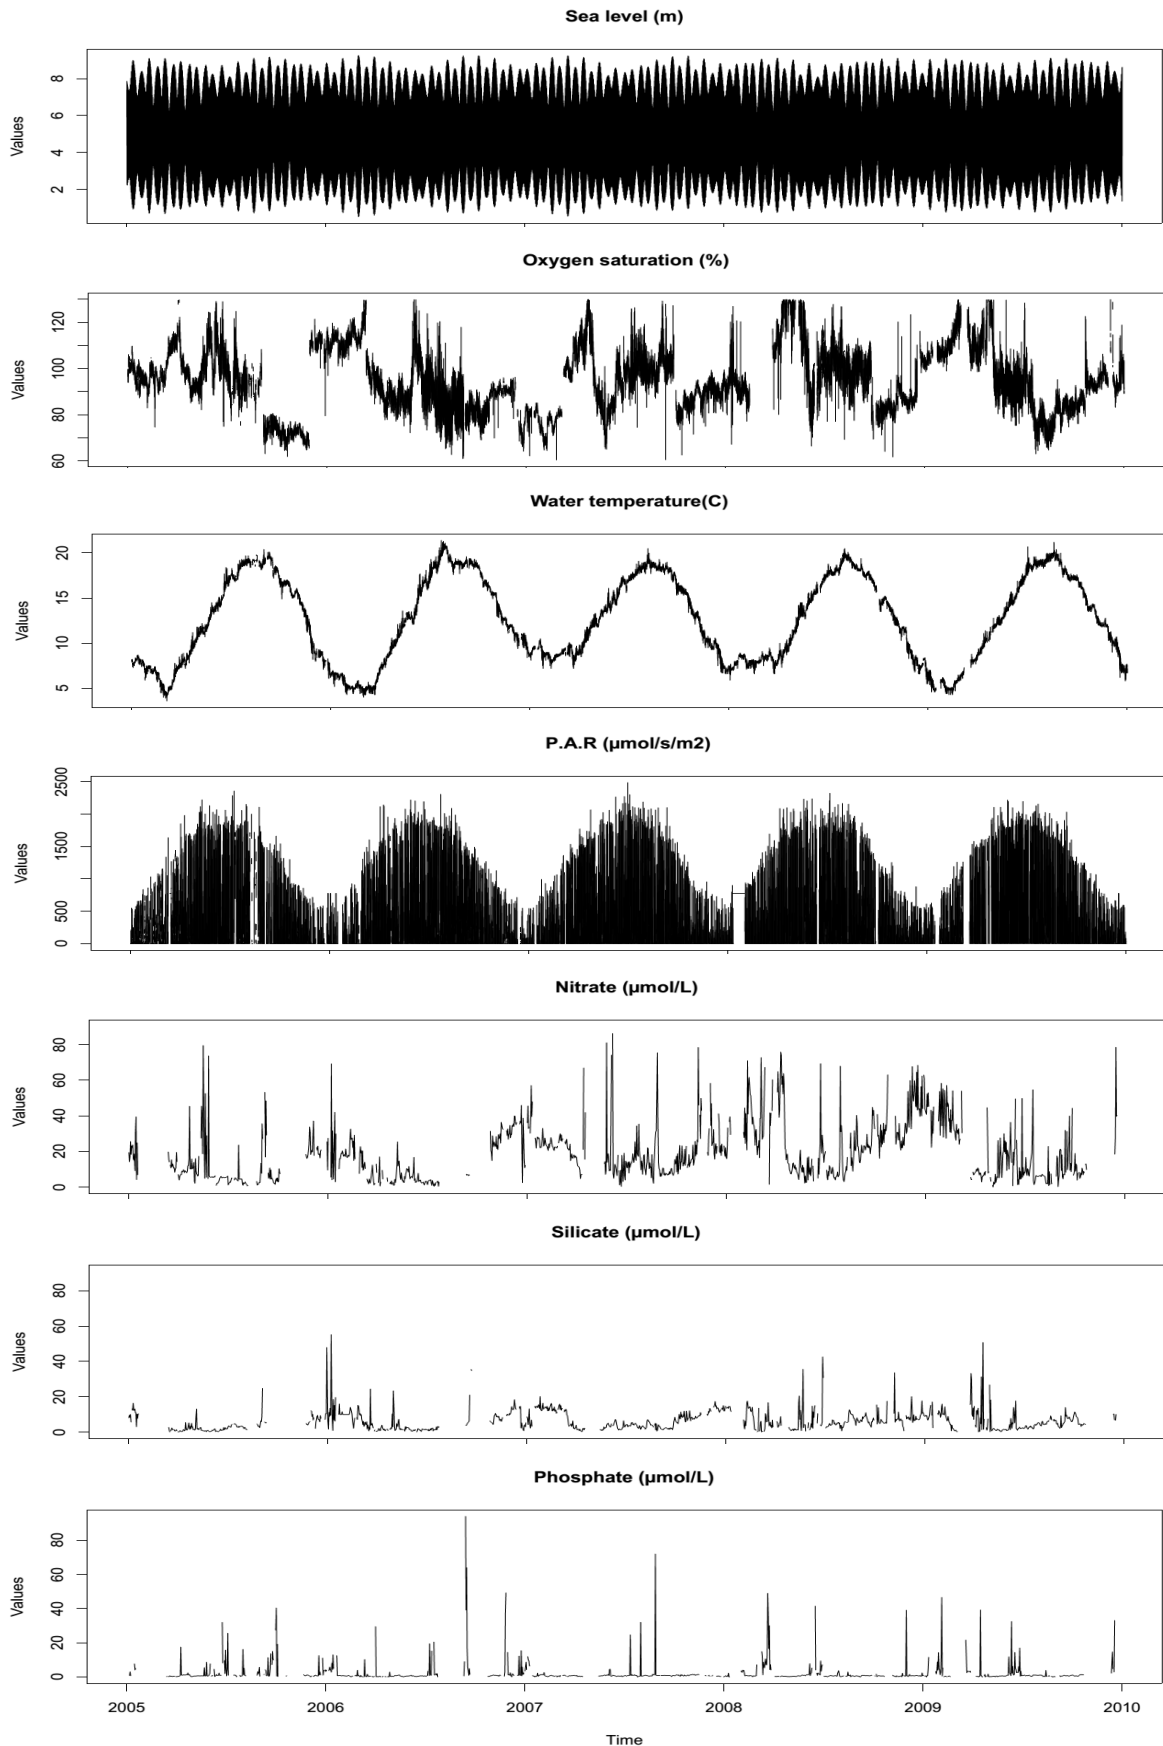 Sea level (m)
Values
8
6
4
2
Oxygen saturation (%)
Values
120
100
80
60
Water temperature(C)
Values
20
15
10
5
P.A.R (µmol/s/m2)
Values
2500
1500
500
0
Nitrate (µmol/L)
Values
80
60
40
20
0
Silicate (µmol/L)
Values
80
60
40
20
0
Phosphate (µmol/L)
Values
80
60
40
20
0
2005 2006 2007 2008 2009 2010
Time